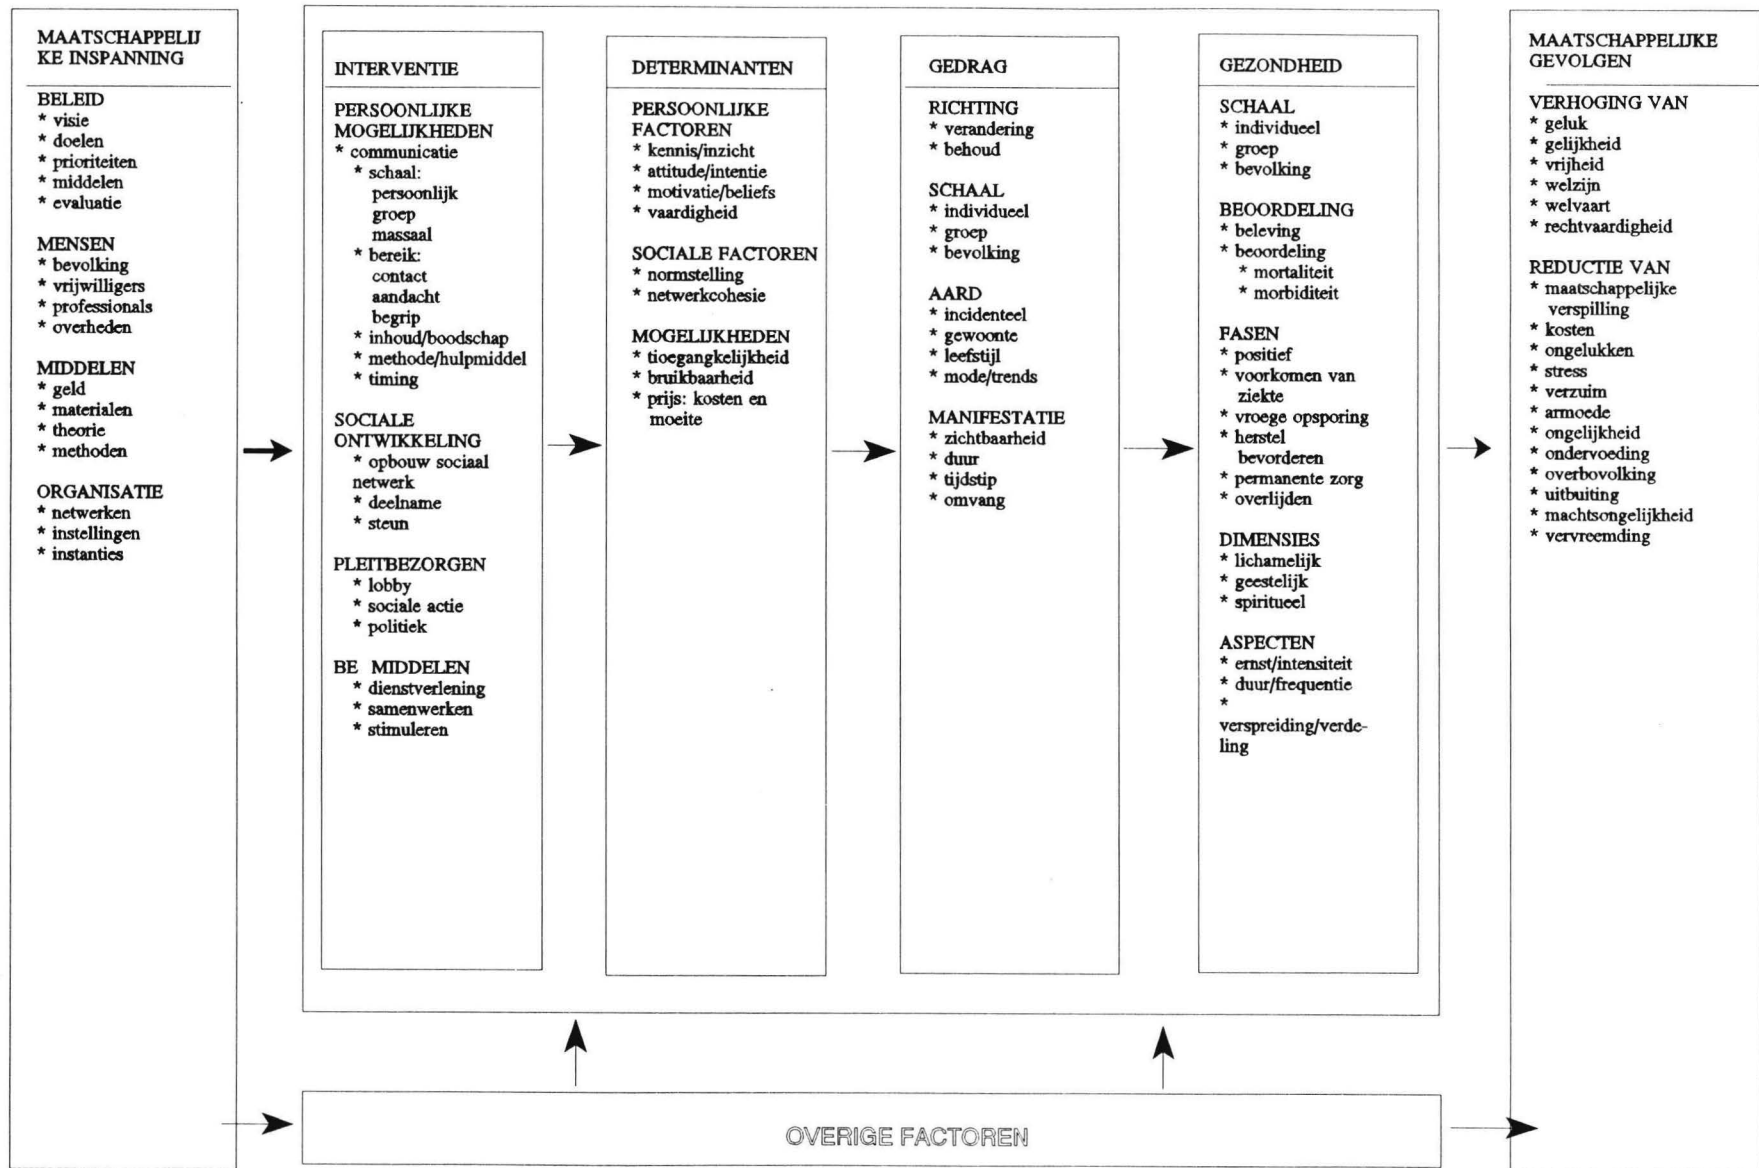 MAATSCHAPPELIJ
KE INSPANNING
BELEID
* visie
* doelen
* prioriteiten
* middelen
* evaluatie
MENSEN
* bevolking
* vrijwilligers
* professionals
* overheden
MIDDELEN
* geld
* materialen
* theorie
* methoden
ORGANISATIE
* netwerken
* instellingen
* instanties
INTERVENTIE
PERSOONLIJKE
MOGELIJKHEDEN
* communicatie
* schaal:
persoonlijk
groep
massaal
* bereik:
contact
aandacht
begrip
* inhoud/boodschap
* methode/hulpmiddel
* timing
SOCIALE
ONTWIKKELING
* opbouw sociaal
netwerk
* deelname
* steun
PLEITBEZORGEN
* lobby
* sociale actie
* politiek
BE MIDDELEN
* dienstverlening
* samenwerken
* stimuleren
DETERMINANTEN
PERSOONLIJKE
FACTOREN
* kennis/inzicht
* attitude/intentie
* motivatie/beliefs
* vaardigheid
SOCIALE FACTOREN
* normstelling
* netwerkcohesie
MOGELIJKHEDEN
* tioegangkelijkheid
* bruikbaarheid
* prijs: kosten en
moeite
GEDRAG
RICHTING
* verandering
* behoud
SCHAAL
* individueel
* groep
* bevolking
AARD
* incidenteel
* gewoonte
* leefstijl
* mode/trends
MANIFESTATIE
* zichtbaarheid
* duur
* tijdstip
* omvang
GEZONDHEID
SCHAAL
* individueel
* groep
* bevolking
BEOORDELING
* beleving
* beoordeling
* mortaliteit
* morbiditeit
FASEN
* positief
* voorkomen van
ziekte
* vroege opsporing
* herstel
bevorderen
* permanente zorg
* overlijden
DIMENSIES
* lichamelijk
* geestelijk
* spiritueel
ASPECTEN
* ernst/intensiteit
* duur/frequentie
*
verspreiding/verde-
ling
MAATSCHAPPELIJKE
GEVOLGEN
VERHOGING VAN
* geluk
* gelijkheid
* vrijheid
* welzijn
* welvaart
* rechtvaardigheid
REDUCTIE VAN
* maatschappelijke
verspilling
* kosten
* ongelukken
* stress
* verzuim
* armoede
* ongelijkheid
* ondervoeding
* overbovolking
* uitbuiting
* machtsongelijkheid
* vervreemding
OVERIGE FACTOREN